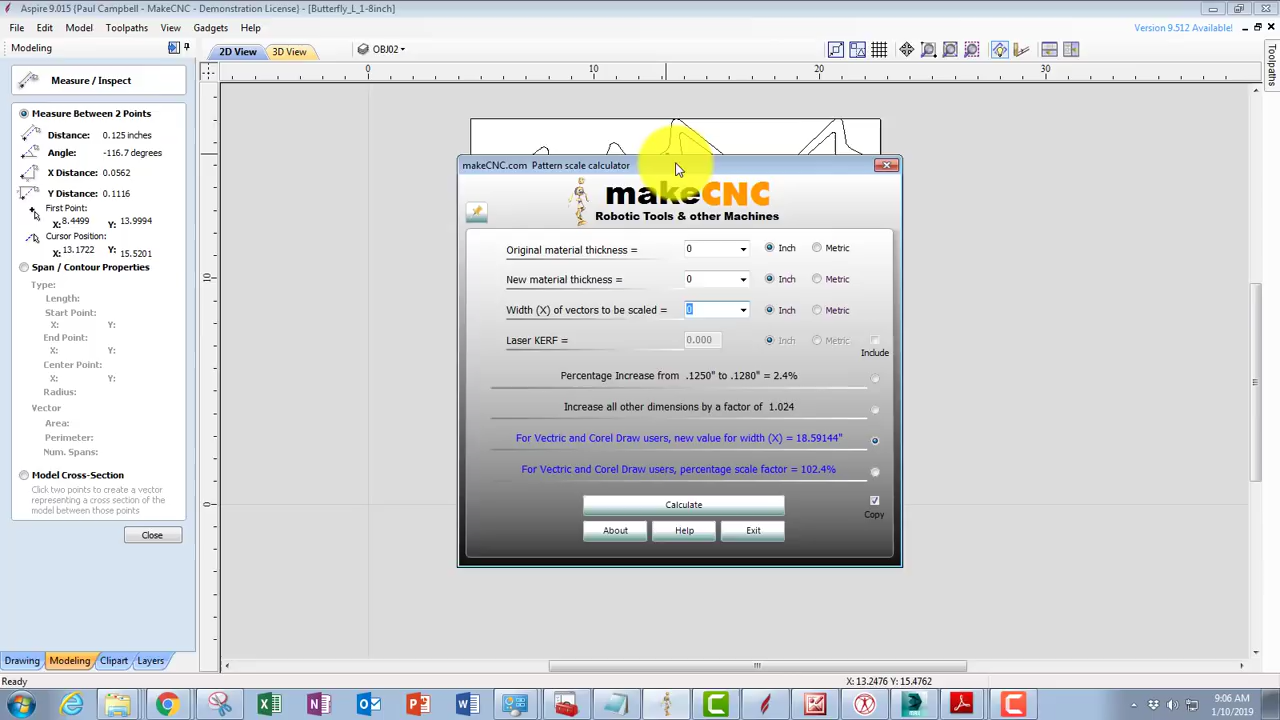 Aspire 9.015 (Paul Campbell - MakeCNC - Demonstration License) - [Butterfly_L_1-8inch]
File Edit Model Toolpaths View Gadgets Help
Version 9.512 Available!
Modeling
2D View 3D View OBJ02
Toolpaths
0 10 20 30
10
0
Measure / Inspect
Measure Between 2 Points
Distance: 0.125 inches
Angle: -116.7 degrees
X Distance: 0.0562
Y Distance: 0.1116
First Point:
X: 8.4499 Y: 13.9994
Cursor Position:
X: 13.1722 Y: 15.5201
Span / Contour Properties
Type:
Length:
Start Point:
X: Y:
End Point:
X: Y:
Center Point:
X: Y:
Radius:
Vector
Area:
Perimeter:
Num. Spans:
Model Cross-Section
Click two points to create a vector
representing a cross section of the
model between those points
Close
makeCNC.com Pattern scale calculator
makeCNC
Robotic Tools & other Machines
Original material thickness = 0 Inch Metric
New material thickness = 0 Inch Metric
Width (X) of vectors to be scaled = 0 Inch Metric
Laser KERF = 0.000 Inch Metric
Include
Percentage Increase from .1250" to .1280" = 2.4%
Increase all other dimensions by a factor of 1.024
For Vectric and Corel Draw users, new value for width (X) = 18.59144"
For Vectric and Corel Draw users, percentage scale factor = 102.4%
Calculate
Copy
About Help Exit
Drawing Modeling Clipart Layers
Ready
X: 13.2476 Y: 15.4762
9:06 AM
1/10/2019